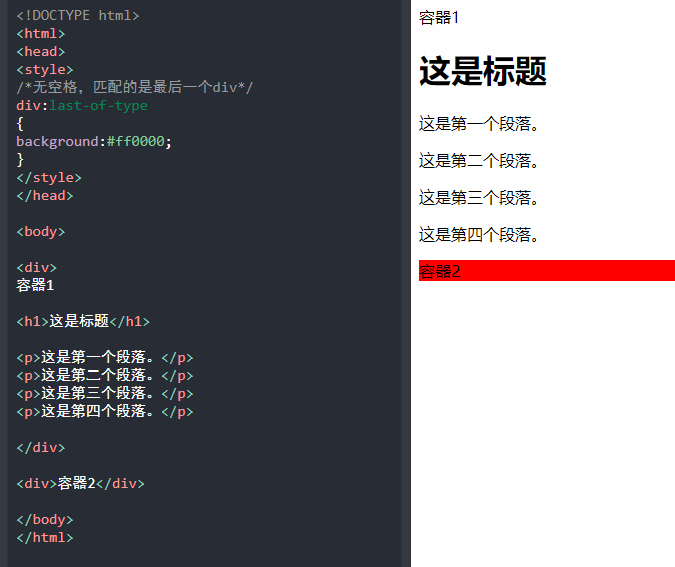 <!DOCTYPE html>
<html>
<head>
<style>
/*无空格，匹配的是最后一个div*/
div:last-of-type
{
background:#ff0000;
}
</style>
</head>
<body>
<div>
容器1
<h1>这是标题</h1>
<p>这是第一个段落。</p>
<p>这是第二个段落。</p>
<p>这是第三个段落。</p>
<p>这是第四个段落。</p>
</div>
<div>容器2</div>
</body>
</html>
容器1
这是标题
这是第一个段落。
这是第二个段落。
这是第三个段落。
这是第四个段落。
容器2